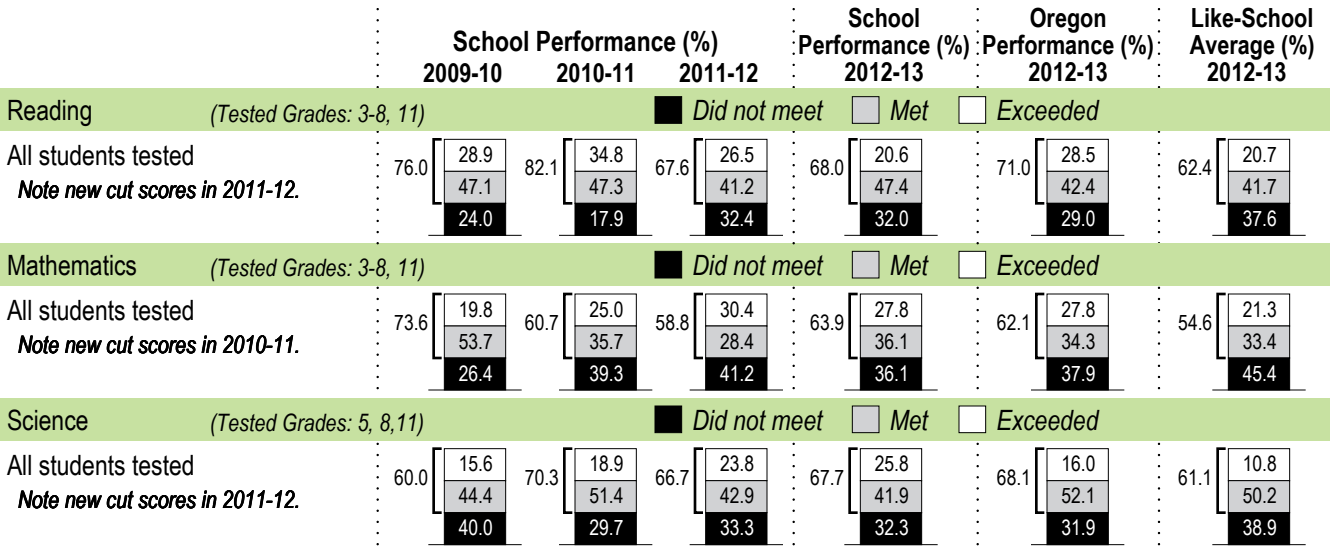 School Performance (%)
2009-10 2010-11 2011-12
School Performance (%) 2012-13
Oregon Performance (%) 2012-13
Like-School Average (%) 2012-13
Reading (Tested Grades: 3-8, 11) Did not meet Met Exceeded
All students tested
Note new cut scores in 2011-12.
76.0 28.9 47.1 24.0
82.1 34.8 47.3 17.9
67.6 26.5 41.2 32.4
68.0 20.6 47.4 32.0
71.0 28.5 42.4 29.0
62.4 20.7 41.7 37.6
Mathematics (Tested Grades: 3-8, 11) Did not meet Met Exceeded
All students tested
Note new cut scores in 2010-11.
73.6 19.8 53.7 26.4
60.7 25.0 35.7 39.3
58.8 30.4 28.4 41.2
63.9 27.8 36.1 36.1
62.1 27.8 34.3 37.9
54.6 21.3 33.4 45.4
Science (Tested Grades: 5, 8,11) Did not meet Met Exceeded
All students tested
Note new cut scores in 2011-12.
60.0 15.6 44.4 40.0
70.3 18.9 51.4 29.7
66.7 23.8 42.9 33.3
67.7 25.8 41.9 32.3
68.1 16.0 52.1 31.9
61.1 10.8 50.2 38.9